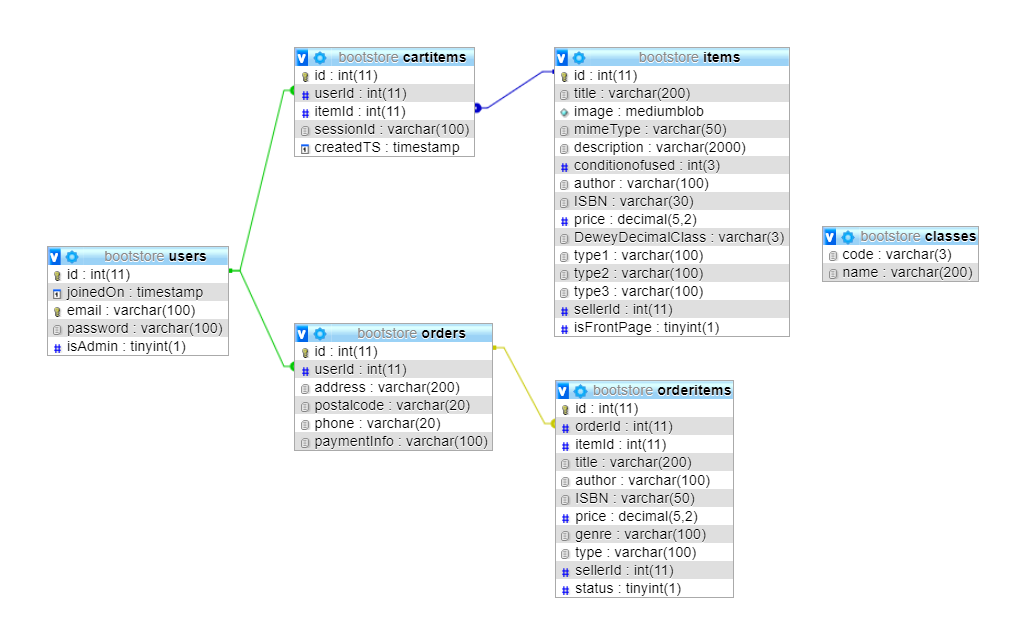 bootstore cartitems
id : int(11)
userId : int(11)
itemId : int(11)
sessionId : varchar(100)
createdTS : timestamp
bootstore items
id : int(11)
title : varchar(200)
image : mediumblob
mimeType : varchar(50)
description : varchar(2000)
conditionofused : int(3)
author : varchar(100)
ISBN : varchar(30)
price : decimal(5,2)
DeweyDecimalClass : varchar(3)
type1 : varchar(100)
type2 : varchar(100)
type3 : varchar(100)
sellerId : int(11)
isFrontPage : tinyint(1)
bootstore classes
code : varchar(3)
name : varchar(200)
bootstore users
id : int(11)
joinedOn : timestamp
email : varchar(100)
password : varchar(100)
isAdmin : tinyint(1)
bootstore orders
id : int(11)
userId : int(11)
address : varchar(200)
postalcode : varchar(20)
phone : varchar(20)
paymentInfo : varchar(100)
bootstore orderitems
id : int(11)
orderId : int(11)
itemId : int(11)
title : varchar(200)
author : varchar(100)
ISBN : varchar(50)
price : decimal(5,2)
genre : varchar(100)
type : varchar(100)
sellerId : int(11)
status : tinyint(1)